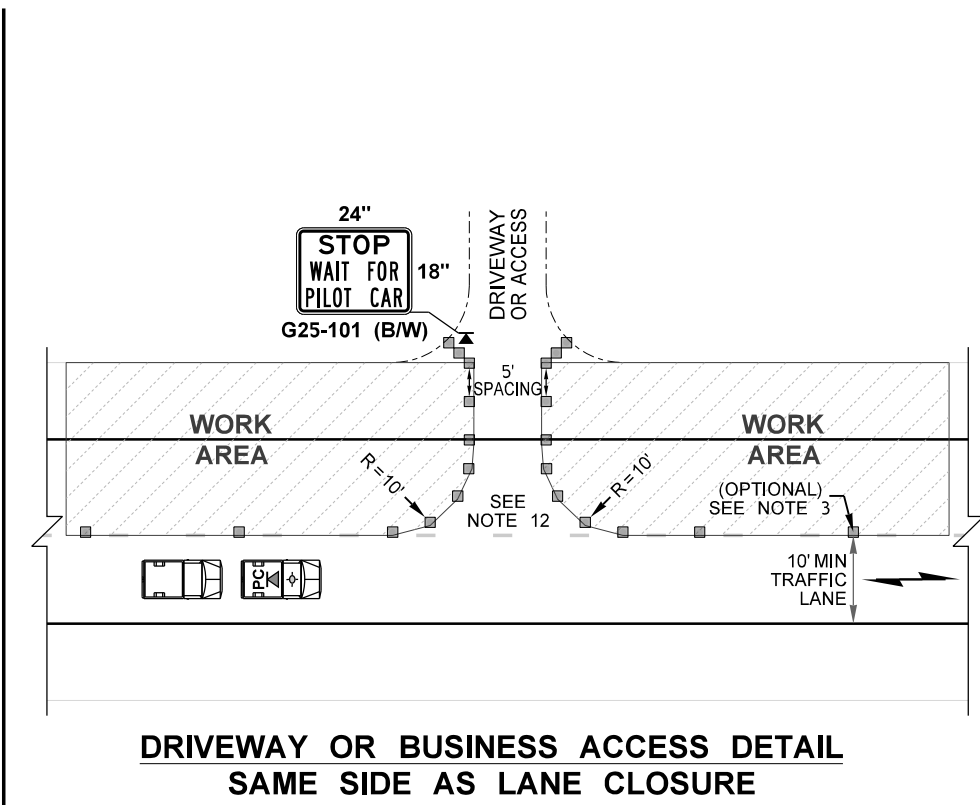 24"
STOP
WAIT FOR
PILOT CAR
18"
G25-101 (B/W)
DRIVEWAY
OR ACCESS
5'
SPACING
WORK
AREA
WORK
AREA
R=10'
R=10'
SEE
NOTE 12
(OPTIONAL)
SEE NOTE 3
10' MIN
TRAFFIC
LANE
PC
DRIVEWAY OR BUSINESS ACCESS DETAIL
SAME SIDE AS LANE CLOSURE